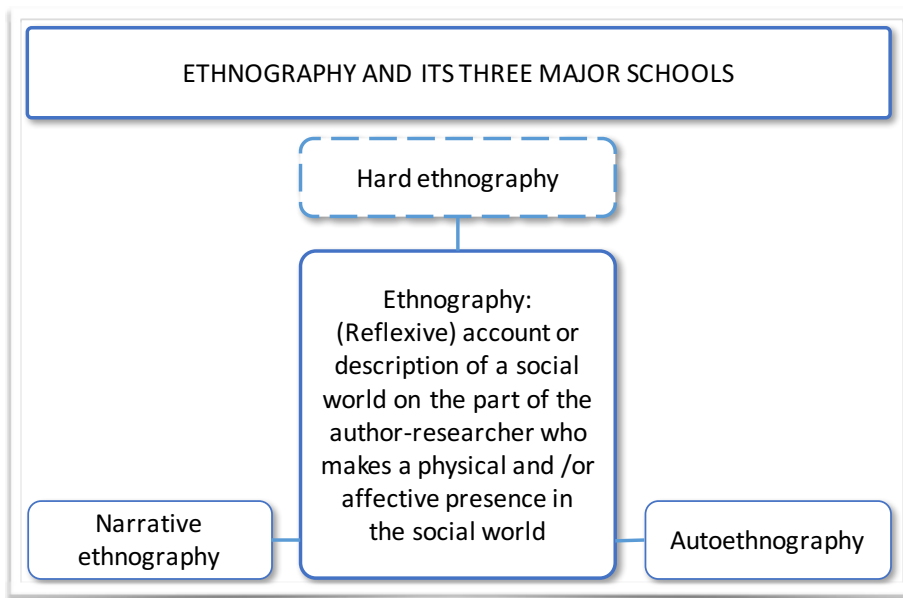 ETHNOGRAPHY AND ITS THREE MAJOR SCHOOLS
Hard ethnography
Ethnography:
(Reflexive) account or
description of a social
world on the part of the
author-researcher who
makes a physical and /or
affective presence in
the social world
Narrative
ethnography
Autoethnography